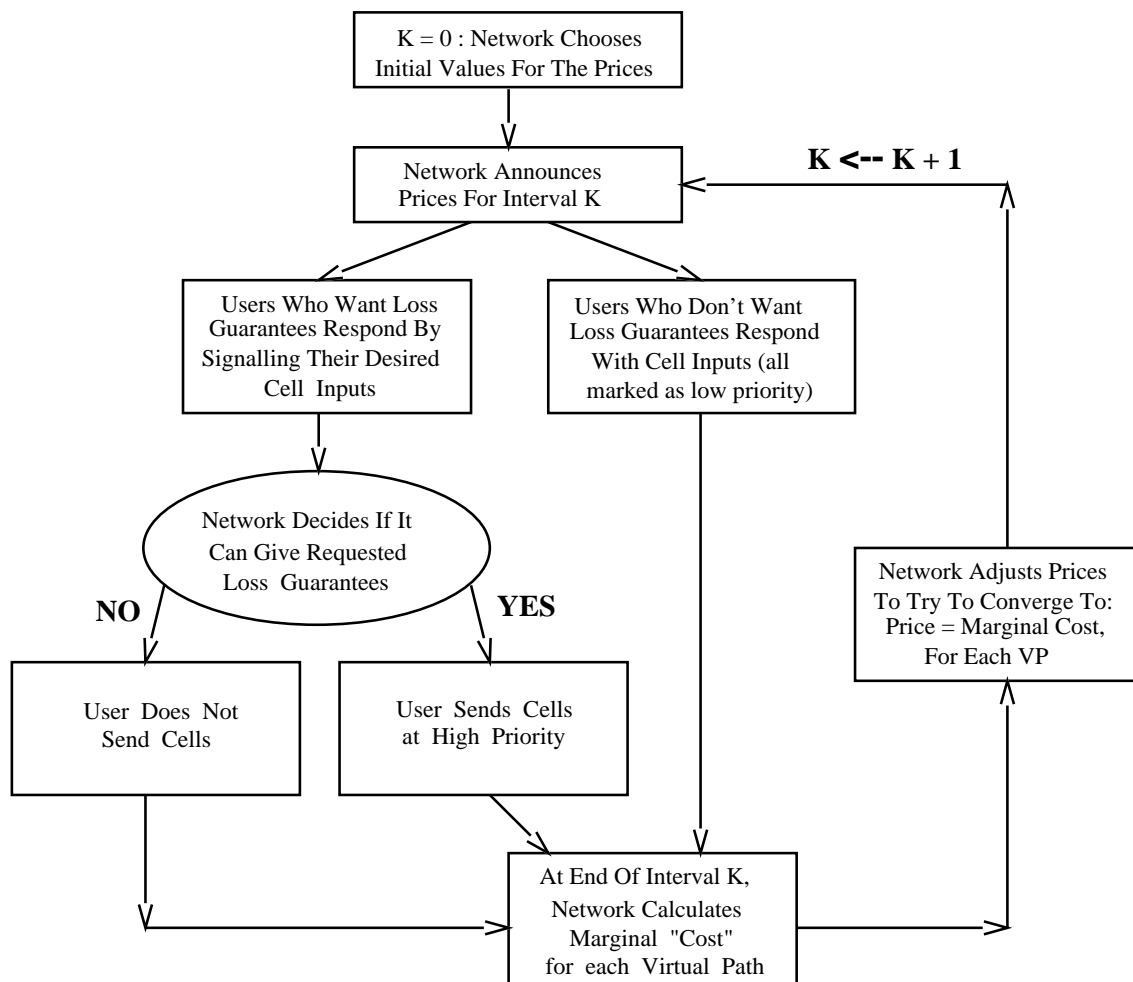 K = 0 : Network Chooses
Initial Values For The Prices
Network Announces
Prices For Interval K
K <-- K + 1
Users Who Want Loss
Guarantees Respond By
Signalling Their Desired
Cell Inputs
Users Who Don't Want
Loss Guarantees Respond
With Cell Inputs (all
marked as low priority)
Network Decides If It
Can Give Requested
Loss Guarantees
NO
YES
Network Adjusts Prices
To Try To Converge To:
Price = Marginal Cost,
For Each VP
User Does Not
Send Cells
User Sends Cells
at High Priority
At End Of Interval K,
Network Calculates
Marginal "Cost"
for each Virtual Path